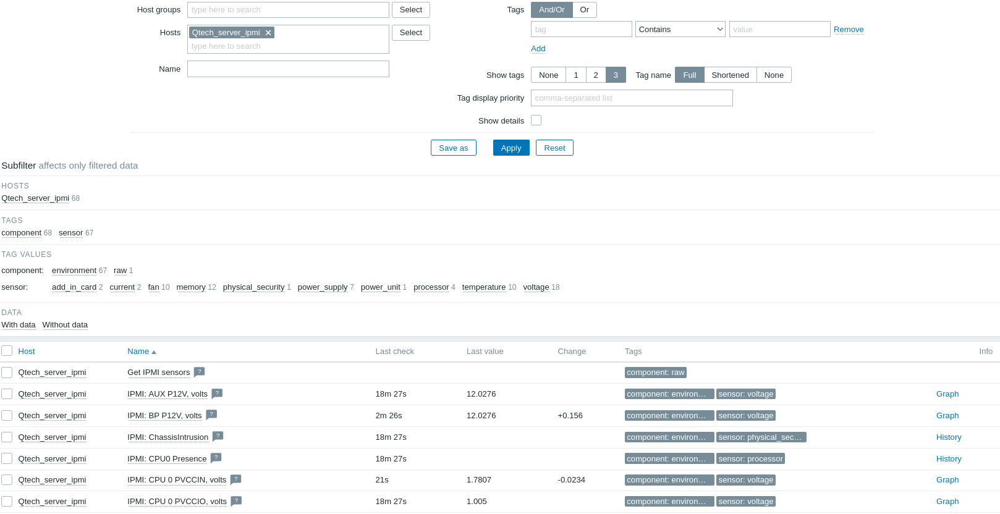 Host groups type here to search Select Tags And/Or Or
Hosts Qtech_server_ipmi Select tag Contains value Remove
type here to search
Add
Name
Show tags None 1 2 3 Tag name Full Shortened None
Tag display priority comma-separated list
Show details
Save as Apply Reset
Subfilter affects only filtered data
HOSTS
Qtech_server_ipmi 68
TAGS
component 68 sensor 67
TAG VALUES
component: environment 67 raw 1
sensor: add_in_card 2 current 2 fan 10 memory 12 physical_security 1 power_supply 7 power_unit 1 processor 4 temperature 10 voltage 18
DATA
With data Without data
Host Name Last check Last value Change Tags Info
Qtech_server_ipmi Get IPMI sensors ? component: raw
Qtech_server_ipmi IPMI: AUX P12V, volts ? 18m 27s 12.0276 component: environ… sensor: voltage Graph
Qtech_server_ipmi IPMI: BP P12V, volts ? 2m 26s 12.0276 +0.156 component: environ… sensor: voltage Graph
Qtech_server_ipmi IPMI: ChassisIntrusion ? 18m 27s component: environ… sensor: physical_sec… History
Qtech_server_ipmi IPMI: CPU0 Presence ? 18m 27s component: environ… sensor: processor History
Qtech_server_ipmi IPMI: CPU 0 PVCCIN, volts ? 21s 1.7807 -0.0234 component: environ… sensor: voltage Graph
Qtech_server_ipmi IPMI: CPU 0 PVCCIO, volts ? 18m 27s 1.005 component: environ… sensor: voltage Graph